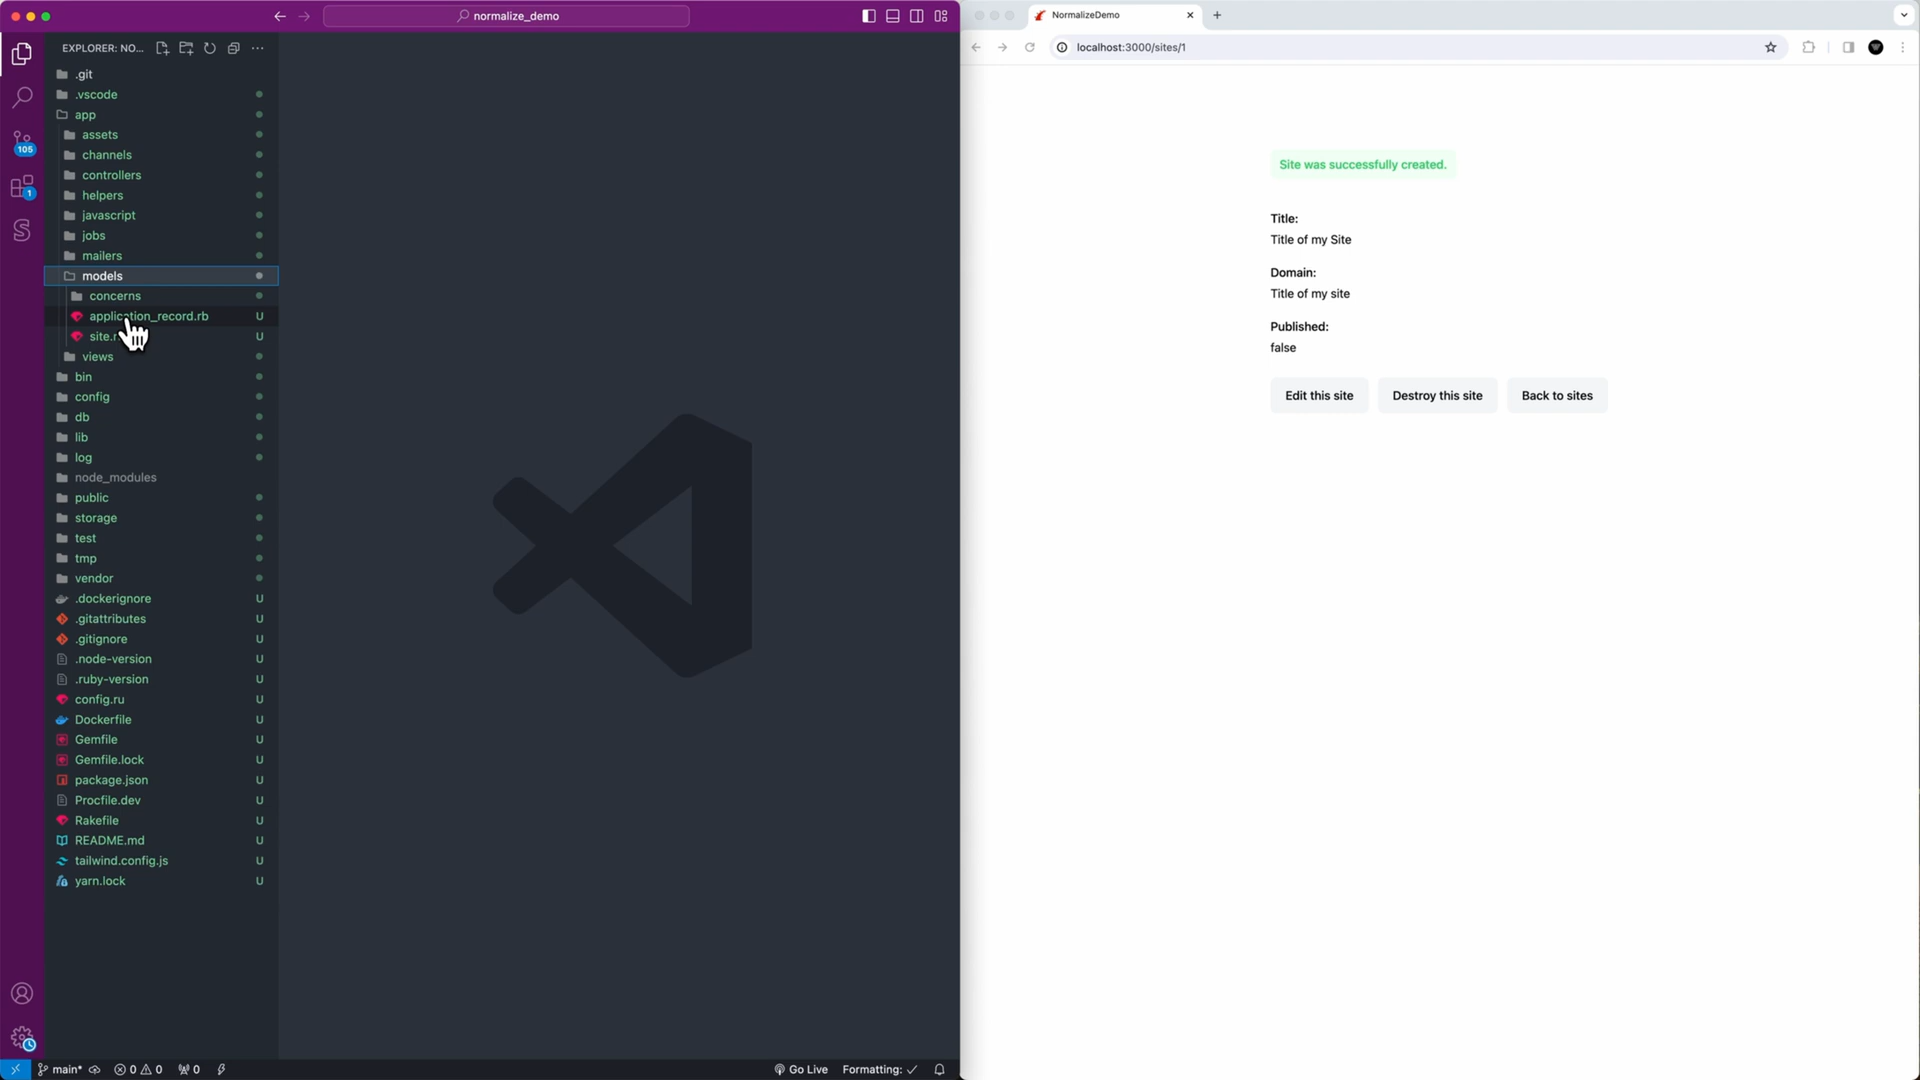 normalize_demo
EXPLORER: NO...
.git
.vscode
app
assets
channels
controllers
helpers
javascript
jobs
mailers
models
concerns
application_record.rb U
U
views
bin
config
db
lib
log
node_modules
public
storage
test
tmp
vendor
.dockerignore U
.gitattributes U
.gitignore U
.node-version U
.ruby-version U
config.ru U
Dockerfile U
Gemfile U
Gemfile.lock U
package.json U
Procfile.dev U
Rakefile U
README.md U
tailwind.config.js U
yarn.lock U
105
1
main* 0 0 0 Go Live Formatting:
NormalizeDemo
localhost:3000/sites/1
Site was successfully created.
Title:
Title of my Site
Domain:
Title of my site
Published:
false
Edit this site Destroy this site Back to sites